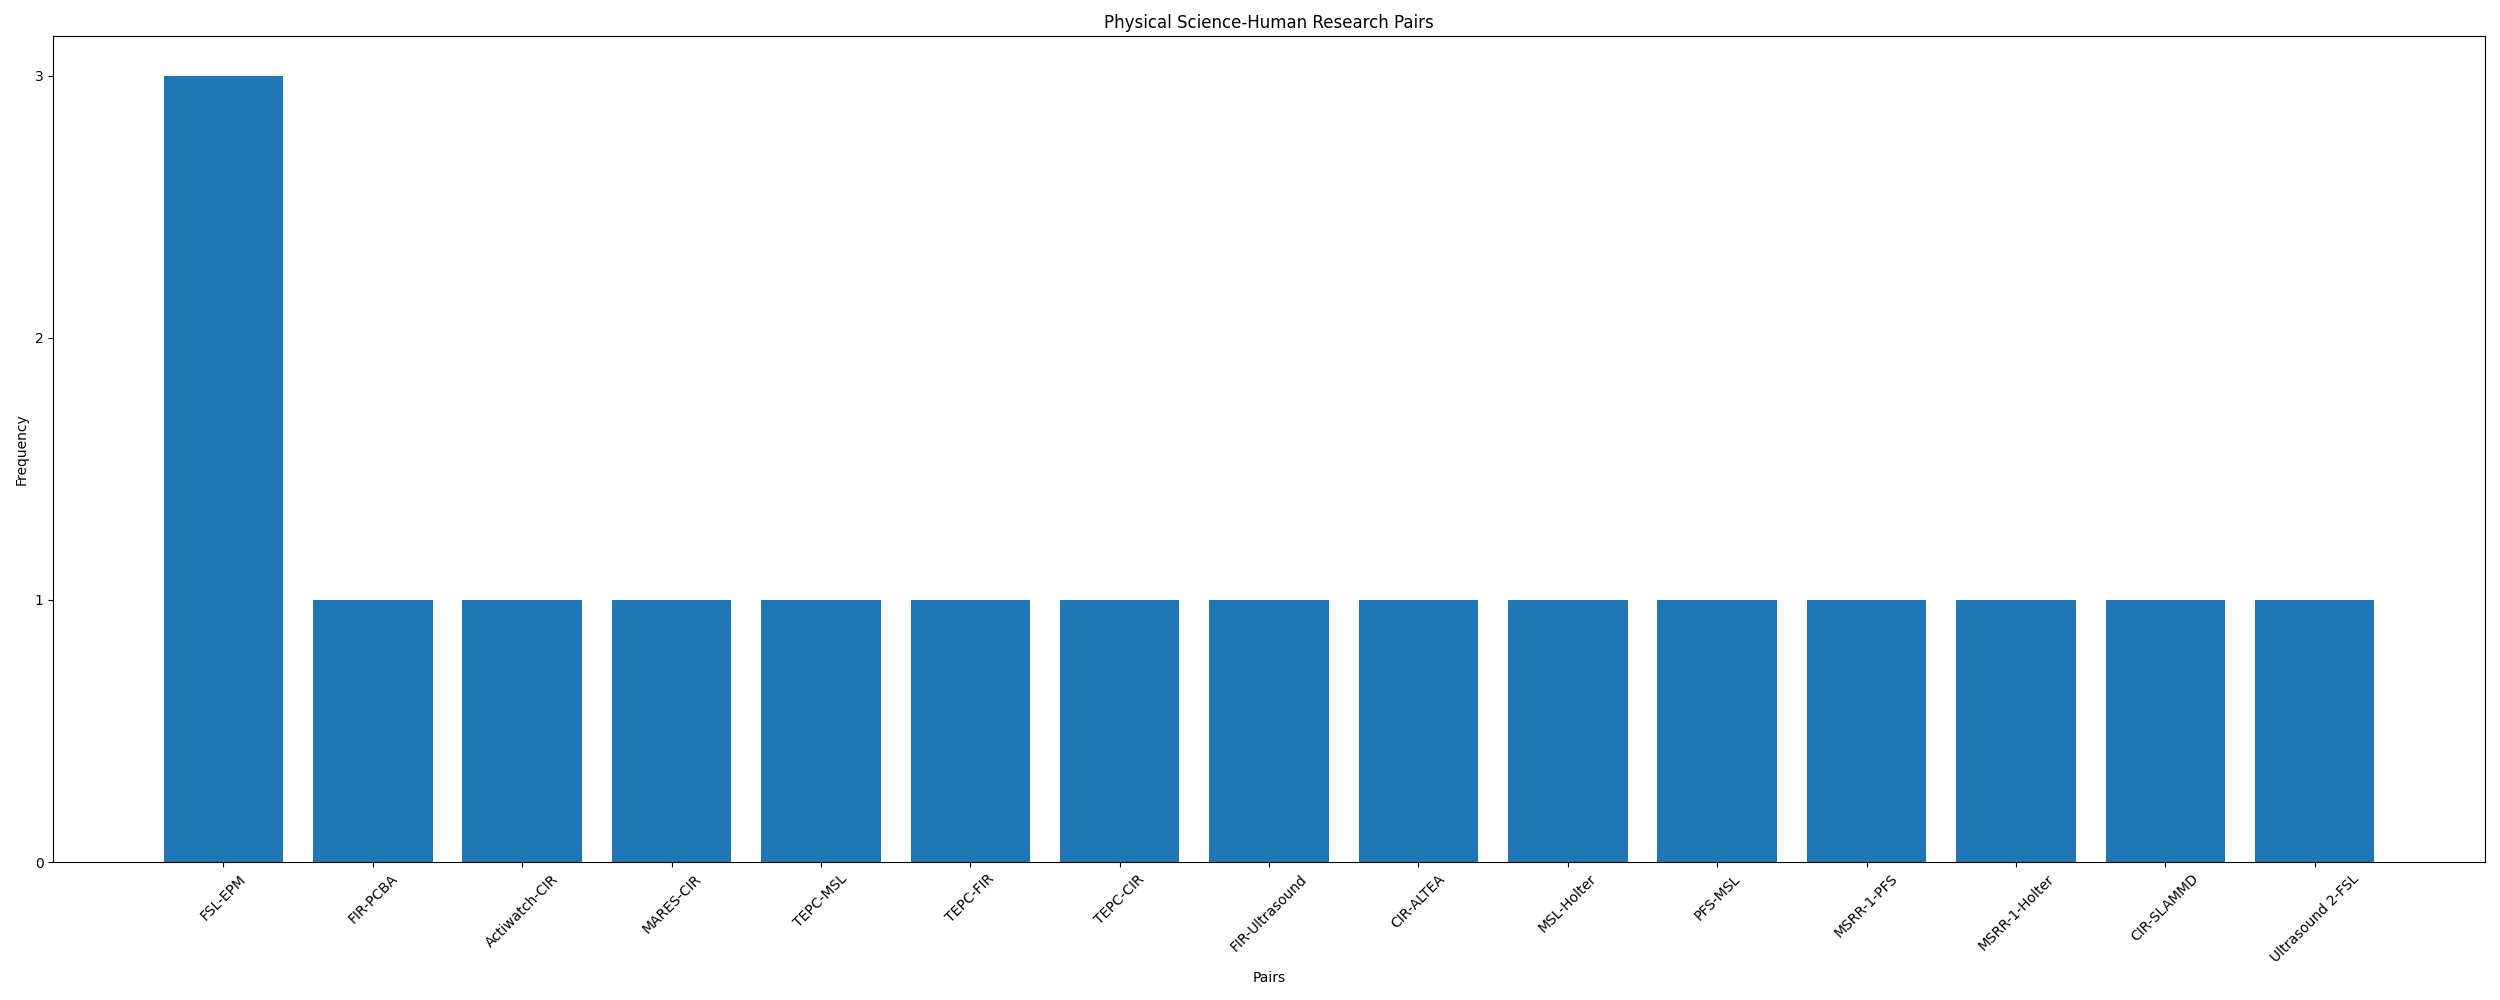 Physical Science-Human Research Pairs
3
2
1
0
Frequency
FSL-EPM
FIR-PCBA
Actiwatch-CIR
MARES-CIR
TEPC-MSL
TEPC-FIR
TEPC-CIR
FIR-Ultrasound
CIR-ALTEA
MSL-Holter
PFS-MSL
MSRR-1-PFS
MSRR-1-Holter
CIR-SLAMMD
Ultrasound 2-FSL
Pairs